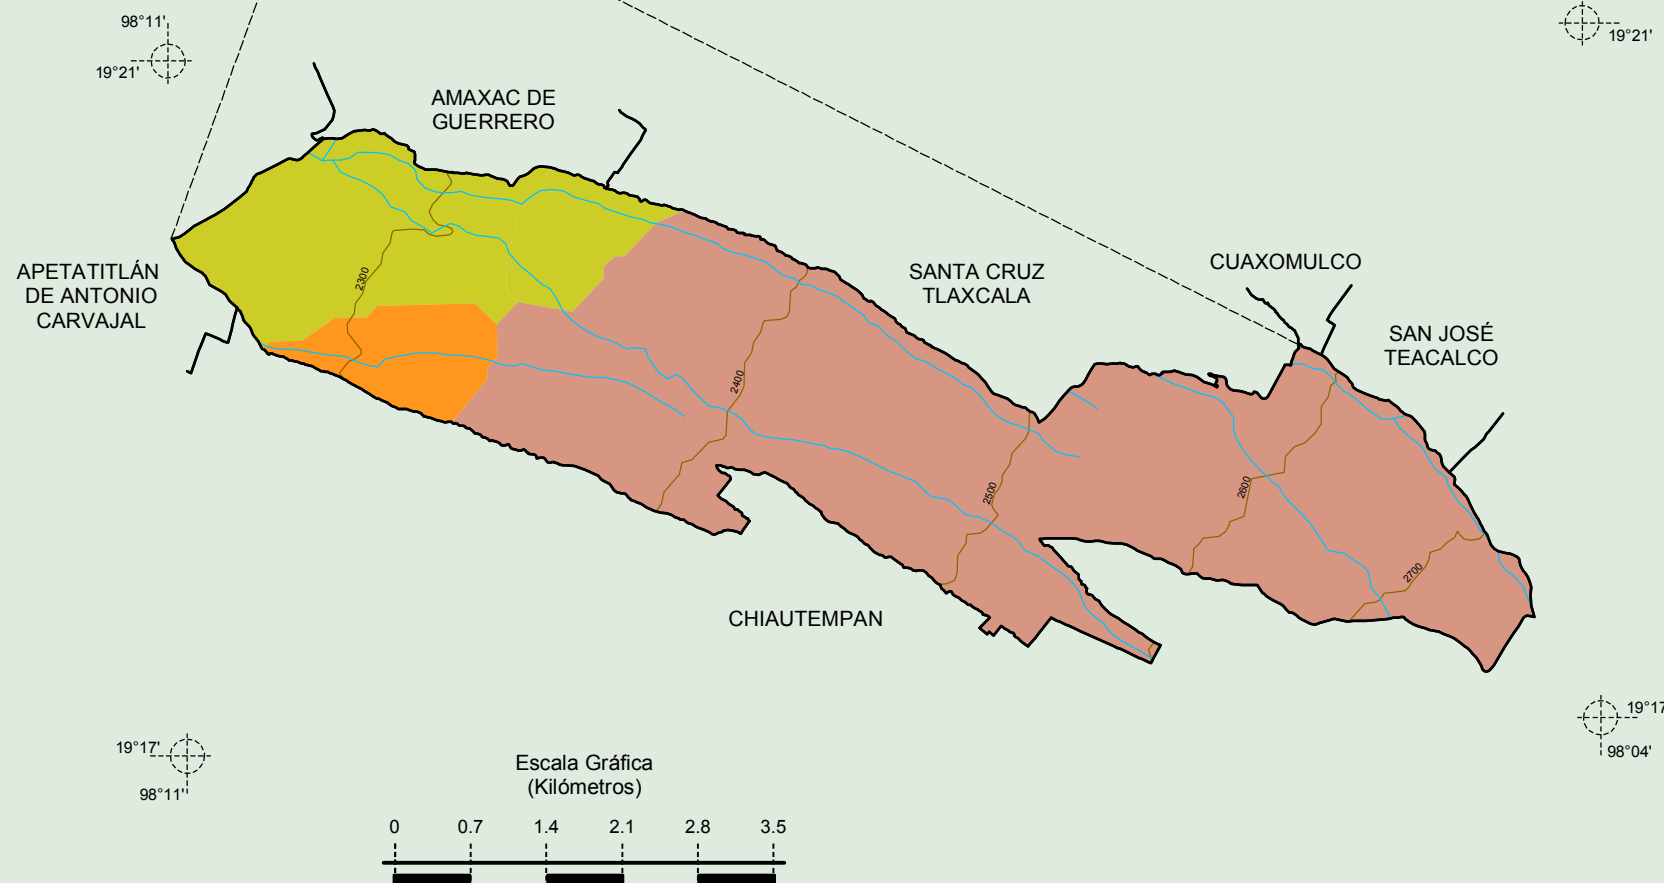 98°11'
19°21'
19°21'
AMAXAC DE
GUERRERO
APETATITLÁN
DE ANTONIO
CARVAJAL
SANTA CRUZ
TLAXCALA
CUAXOMULCO
SAN JOSÉ
TEACALCO
2300
2400
2500
2600
2700
CHIAUTEMPAN
19°17'
98°11'
19°17
98°04'
Escala Gráfica
(Kilómetros)
0 0.7 1.4 2.1 2.8 3.5